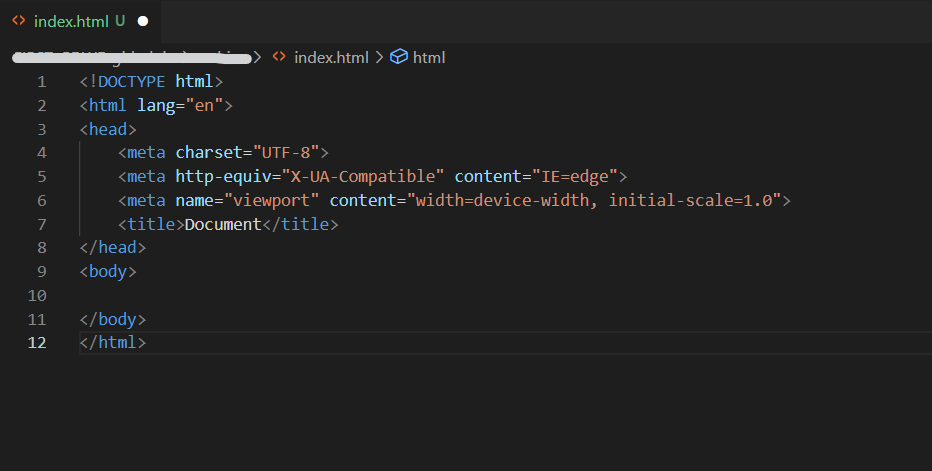 index.html U
index.html > html
1 <!DOCTYPE html>
2 <html lang="en">
3 <head>
4     <meta charset="UTF-8">
5     <meta http-equiv="X-UA-Compatible" content="IE=edge">
6     <meta name="viewport" content="width=device-width, initial-scale=1.0">
7     <title>Document</title>
8 </head>
9 <body>
10
11 </body>
12 </html>